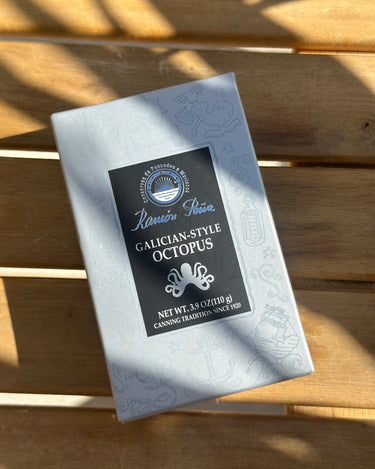 Conservas de Pescados y Mariscos
Ramón Peña
GALICIAN-STYLE
OCTOPUS
NET WT. 3.9 OZ (110 g)
CANNING TRADITION SINCE 1920